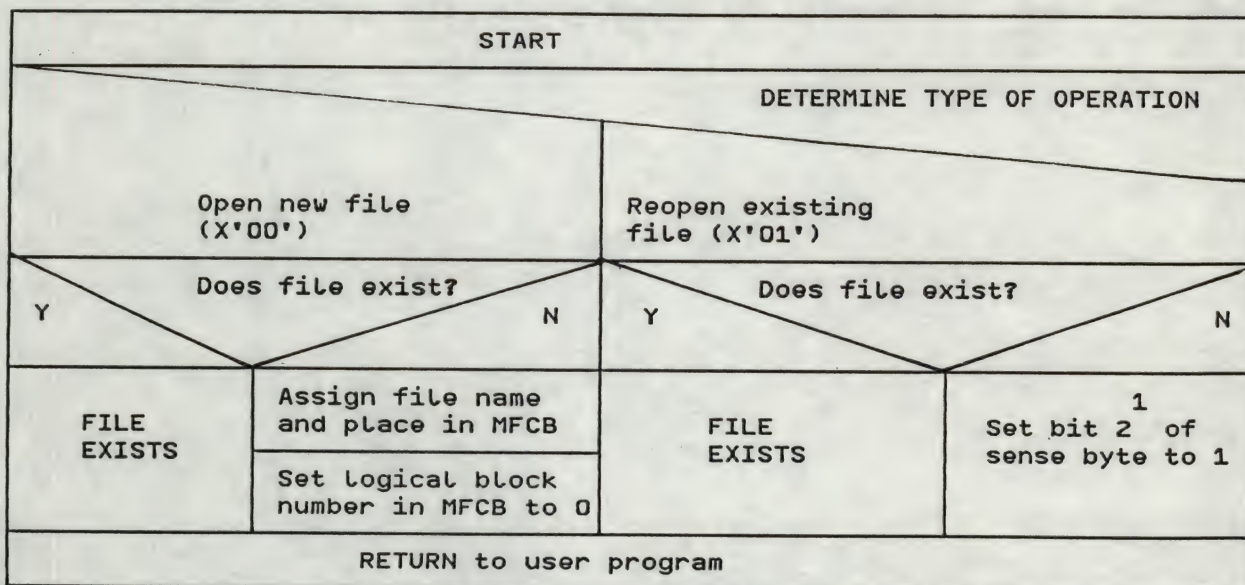 START
DETERMINE TYPE OF OPERATION
Open new file
(X'00')
Reopen existing
file (X'01')
Does file exist?
Y
N
Does file exist?
Y
N
FILE
EXISTS
Assign file name
and place in MFCB
Set logical block
number in MFCB to 0
FILE
EXISTS
1
Set bit 2 of
sense byte to 1
RETURN to user program